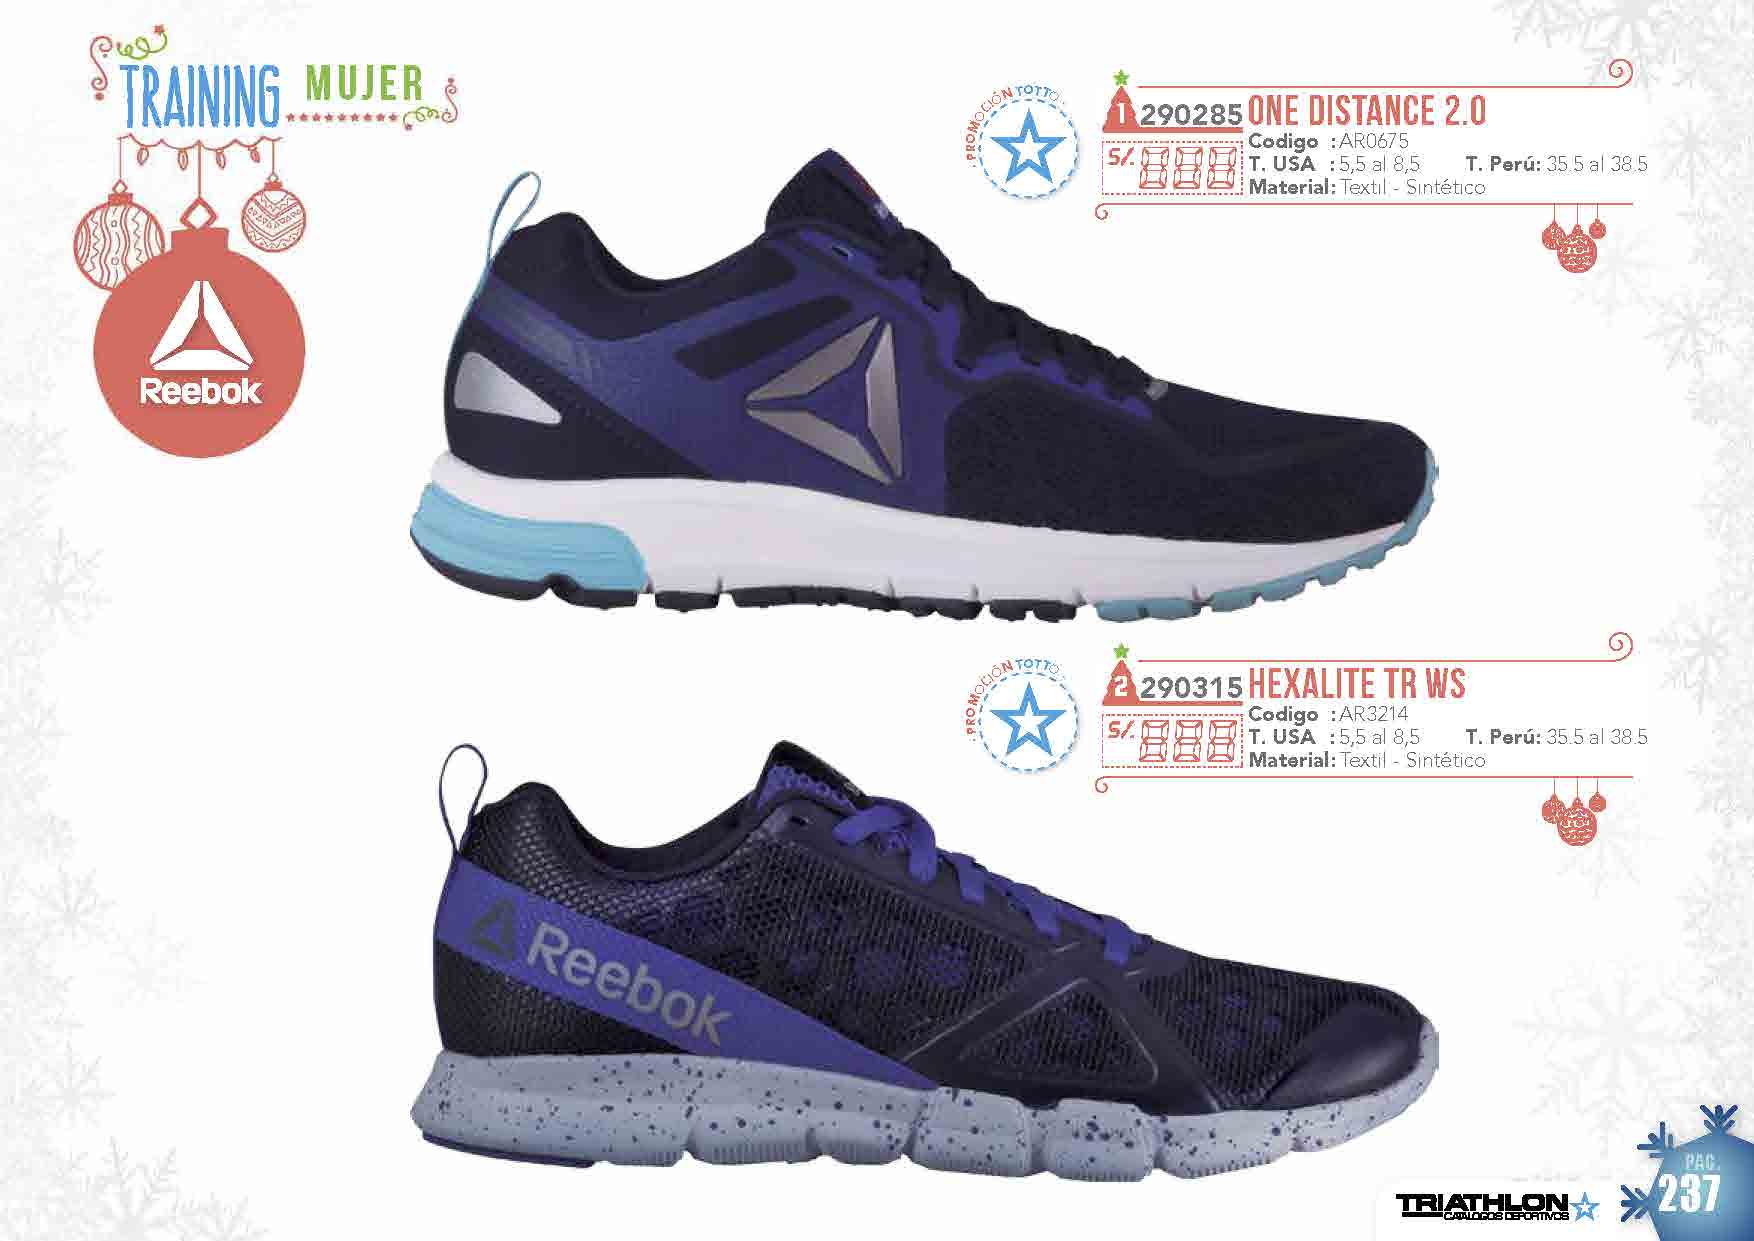 TRAINING MUJER
Reebok
PROMOCIÓN TOTTO
1 290285 ONE DISTANCE 2.0
Codigo : AR0675
S/. 888
T. USA : 5,5 al 8,5 T. Perú: 35.5 al 38.5
Material: Textil - Sintético
PROMOCIÓN TOTTO
2 290315 HEXALITE TR WS
Codigo : AR3214
S/. 888
T. USA : 5,5 al 8,5 T. Perú: 35.5 al 38.5
Material: Textil - Sintético
Reebok
PAG.
237
TRIATHLON
CATALOGOS DEPORTIVOS